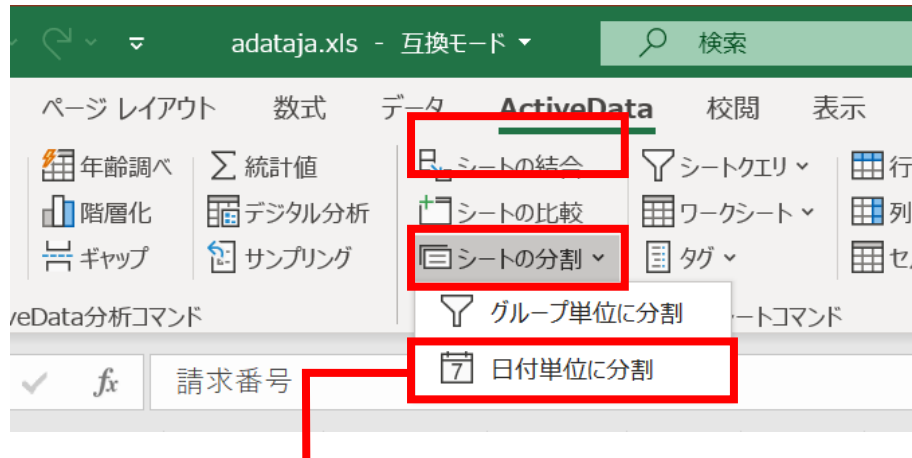 adataja.xls - 互換モード 検索
ページ レイアウト 数式 データ ActiveData 校閲 表示
年齢調べ 統計値 シートの結合 シートクエリ 行
階層化 デジタル分析 シートの比較 ワークシート 列
ギャップ サンプリング シートの分割 タグ セ
グループ単位に分割
veData分析コマンド ートコマンド
7 日付単位に分割
fx 請求番号